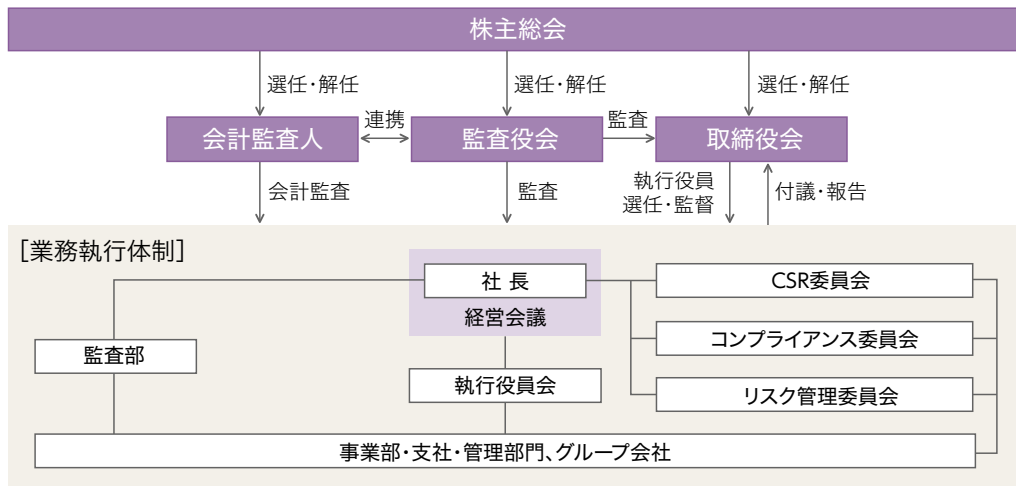 株主総会
選任・解任
選任・解任
選任・解任
会計監査人
連携
監査役会
監査
取締役会
会計監査
監査
執行役員
選任・監督
付議・報告
［業務執行体制］
社 長
経営会議
CSR委員会
コンプライアンス委員会
監査部
執行役員会
リスク管理委員会
事業部・支社・管理部門、グループ会社